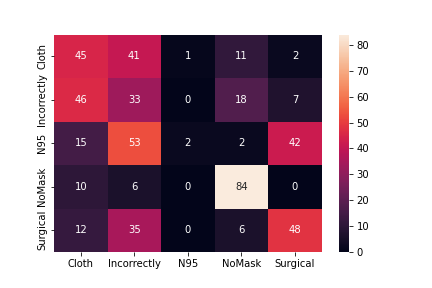 Cloth 45 41 1 11 2
Incorrectly 46 33 0 18 7
N95 15 53 2 2 42
NoMask 10 6 0 84 0
Surgical 12 35 0 6 48
Cloth Incorrectly N95 NoMask Surgical
80
70
60
50
40
30
20
10
0